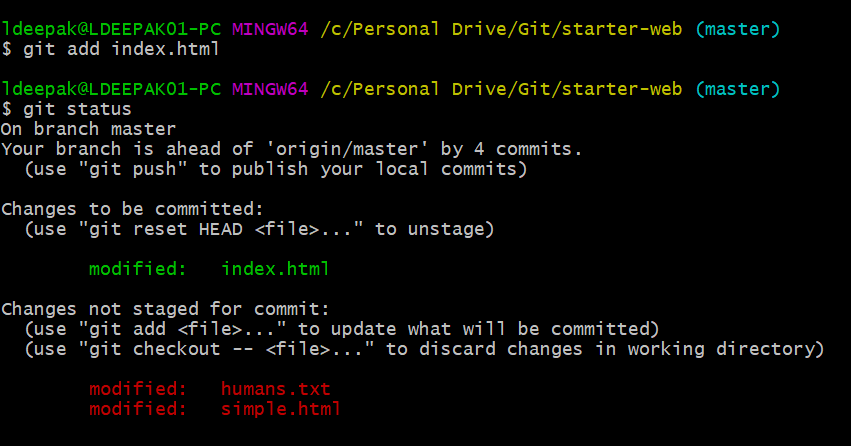 ldeepak@LDEEPAK01-PC MINGW64 /c/Personal Drive/Git/starter-web (master)
$ git add index.html
ldeepak@LDEEPAK01-PC MINGW64 /c/Personal Drive/Git/starter-web (master)
$ git status
On branch master
Your branch is ahead of 'origin/master' by 4 commits.
  (use "git push" to publish your local commits)
Changes to be committed:
  (use "git reset HEAD <file>..." to unstage)
        modified:   index.html
Changes not staged for commit:
  (use "git add <file>..." to update what will be committed)
  (use "git checkout -- <file>..." to discard changes in working directory)
        modified:   humans.txt
        modified:   simple.html